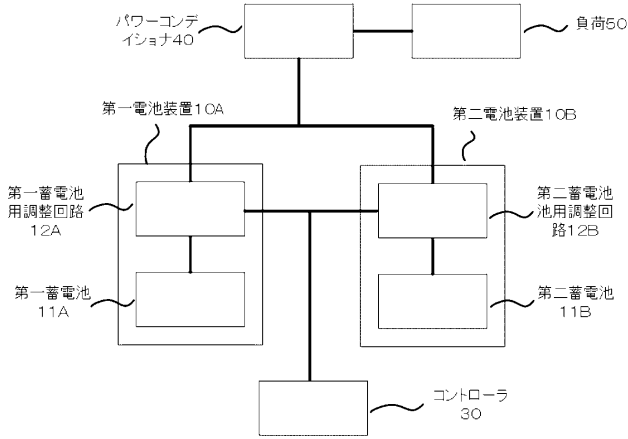 パワーコンデ
イショナ40
負荷50
第一電池装置10A
第二電池装置10B
第一蓄電池
用調整回路
12A
第二蓄電池
池用調整回
路12B
第一蓄電池
11A
第二蓄電池
11B
コントローラ
30